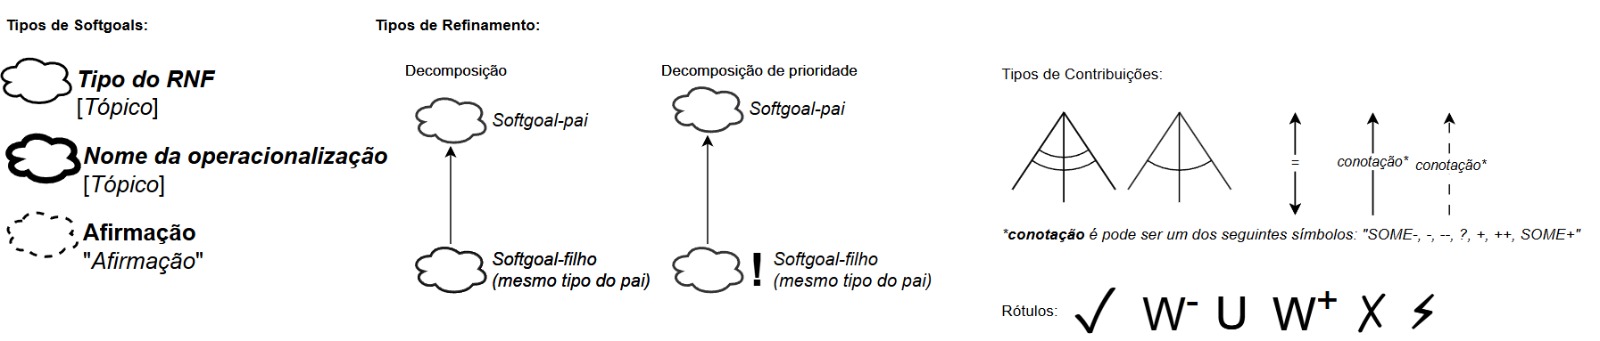 Tipos de Softgoals:
Tipo do RNF
[Tópico]
Nome da operacionalização
[Tópico]
Afirmação
"Afirmação"
Tipos de Refinamento:
Decomposição
Softgoal-pai
Softgoal-filho
(mesmo tipo do pai)
Decomposição de prioridade
Softgoal-pai
! Softgoal-filho
(mesmo tipo do pai)
Tipos de Contribuições:
=
conotação*
conotação*
*conotação é pode ser um dos seguintes símbolos: "SOME-, -, --, ?, +, ++, SOME+"
Rótulos: ✓ W- U W+ ✗ ⚡